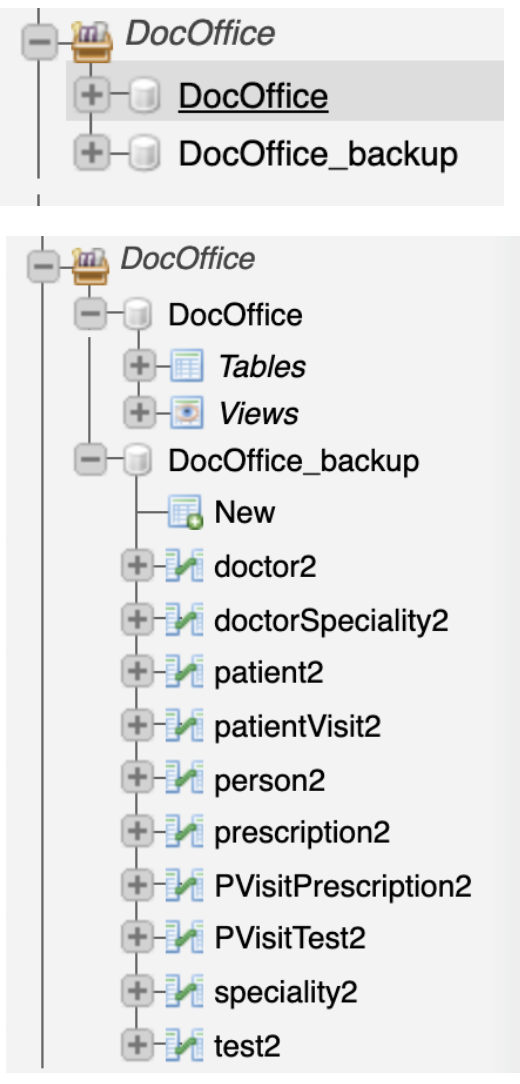 DocOffice
DocOffice
DocOffice_backup
DocOffice
DocOffice
Tables
Views
DocOffice_backup
New
doctor2
doctorSpeciality2
patient2
patientVisit2
person2
prescription2
PVisitPrescription2
PVisitTest2
speciality2
test2